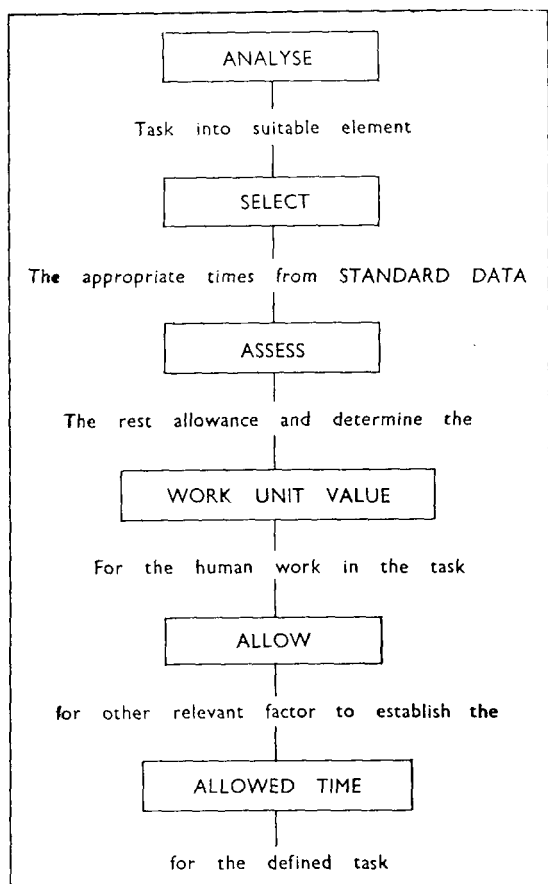 ANALYSE
Task into suitable element
SELECT
The appropriate times from STANDARD DATA
ASSESS
The rest allowance and determine the
WORK UNIT VALUE
For the human work in the task
ALLOW
for other relevant factor to establish the
ALLOWED TIME
for the defined task